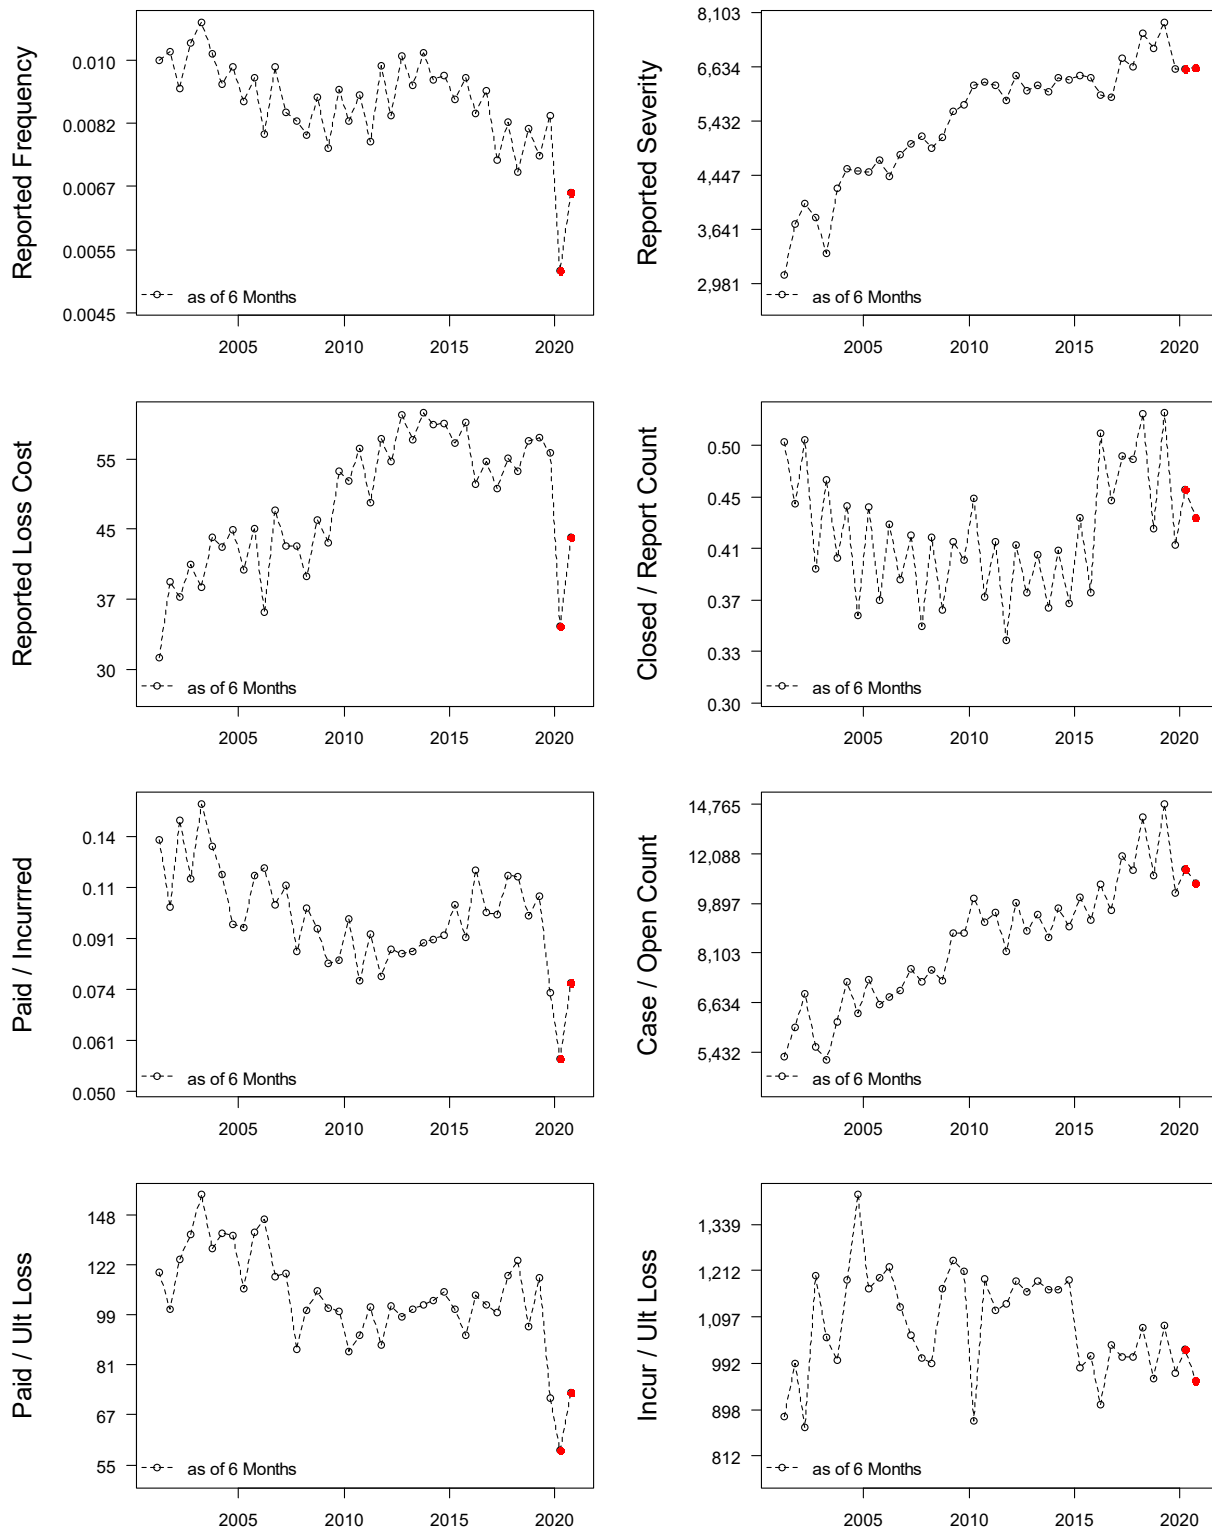 Reported Frequency
0.010
0.0082
0.0067
0.0055
0.0045
as of 6 Months
2005 2010 2015 2020
Reported Severity
8,103
6,634
5,432
4,447
3,641
2,981
as of 6 Months
2005 2010 2015 2020
Reported Loss Cost
55
45
37
30
as of 6 Months
2005 2010 2015 2020
Closed / Report Count
0.50
0.45
0.41
0.37
0.33
0.30
as of 6 Months
2005 2010 2015 2020
Paid / Incurrred
0.14
0.11
0.091
0.074
0.061
0.050
as of 6 Months
2005 2010 2015 2020
Case / Open Count
14,765
12,088
9,897
8,103
6,634
5,432
as of 6 Months
2005 2010 2015 2020
Paid / Ult Loss
148
122
99
81
67
55
as of 6 Months
2005 2010 2015 2020
Incur / Ult Loss
1,339
1,212
1,097
992
898
812
as of 6 Months
2005 2010 2015 2020